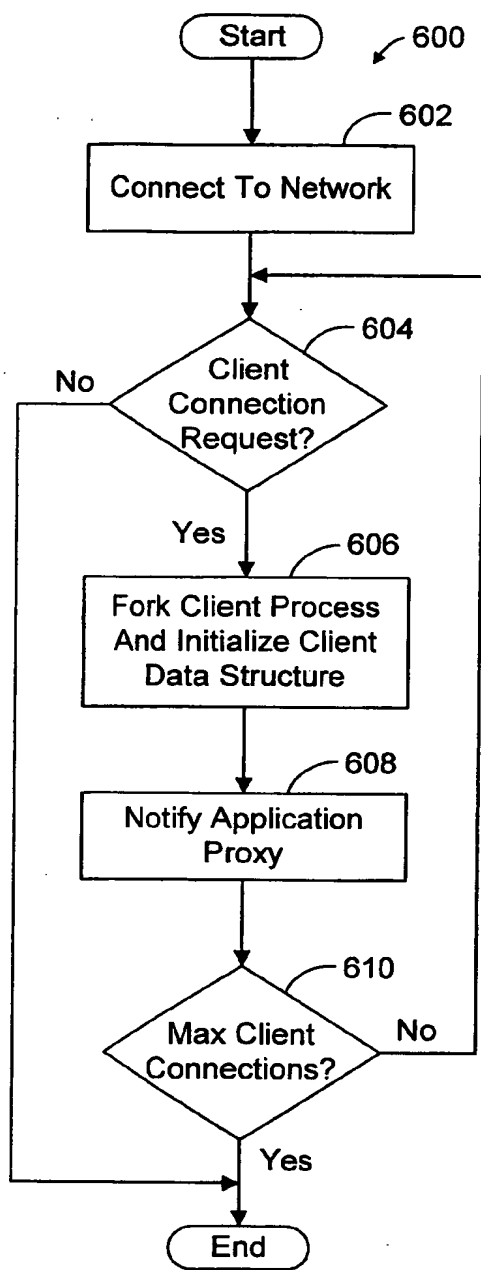 Start
600
602
Connect To Network
604
No
Client
Connection
Request?
Yes
606
Fork Client Process
And Initialize Client
Data Structure
608
Notify Application
Proxy
610
Max Client
Connections?
No
Yes
End